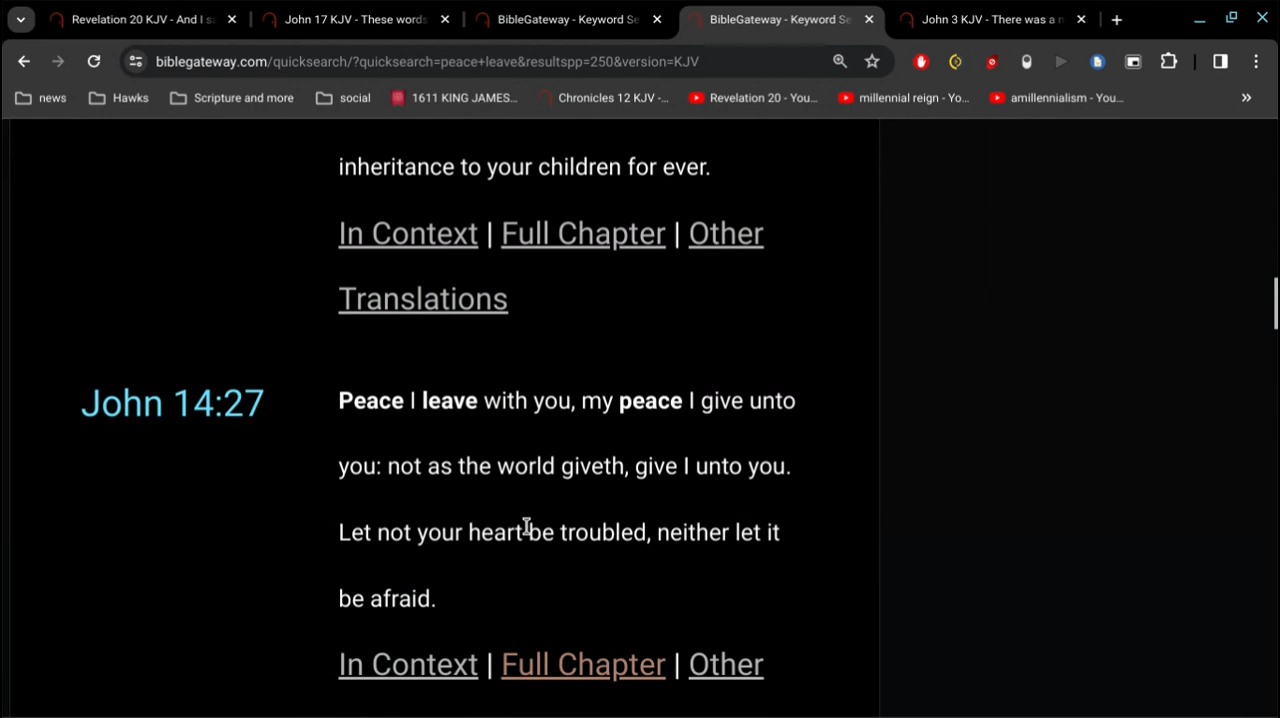 Revelation 20 KJV - And I s
John 17 KJV - These words
BibleGateway - Keyword Se
BibleGateway - Keyword Se
John 3 KJV - There was a n
biblegateway.com/quicksearch/?quicksearch=peace+leave&resultspp=250&version=KJV
news
Hawks
Scripture and more
social
1611 KING JAMES...
Chronicles 12 KJV -...
Revelation 20 - You...
millennial reign - Yo...
amillennialism - You...
inheritance to your children for ever.
In Context | Full Chapter | Other
Translations
John 14:27
Peace I leave with you, my peace I give unto
you: not as the world giveth, give I unto you.
Let not your heart be troubled, neither let it
be afraid.
In Context | Full Chapter | Other